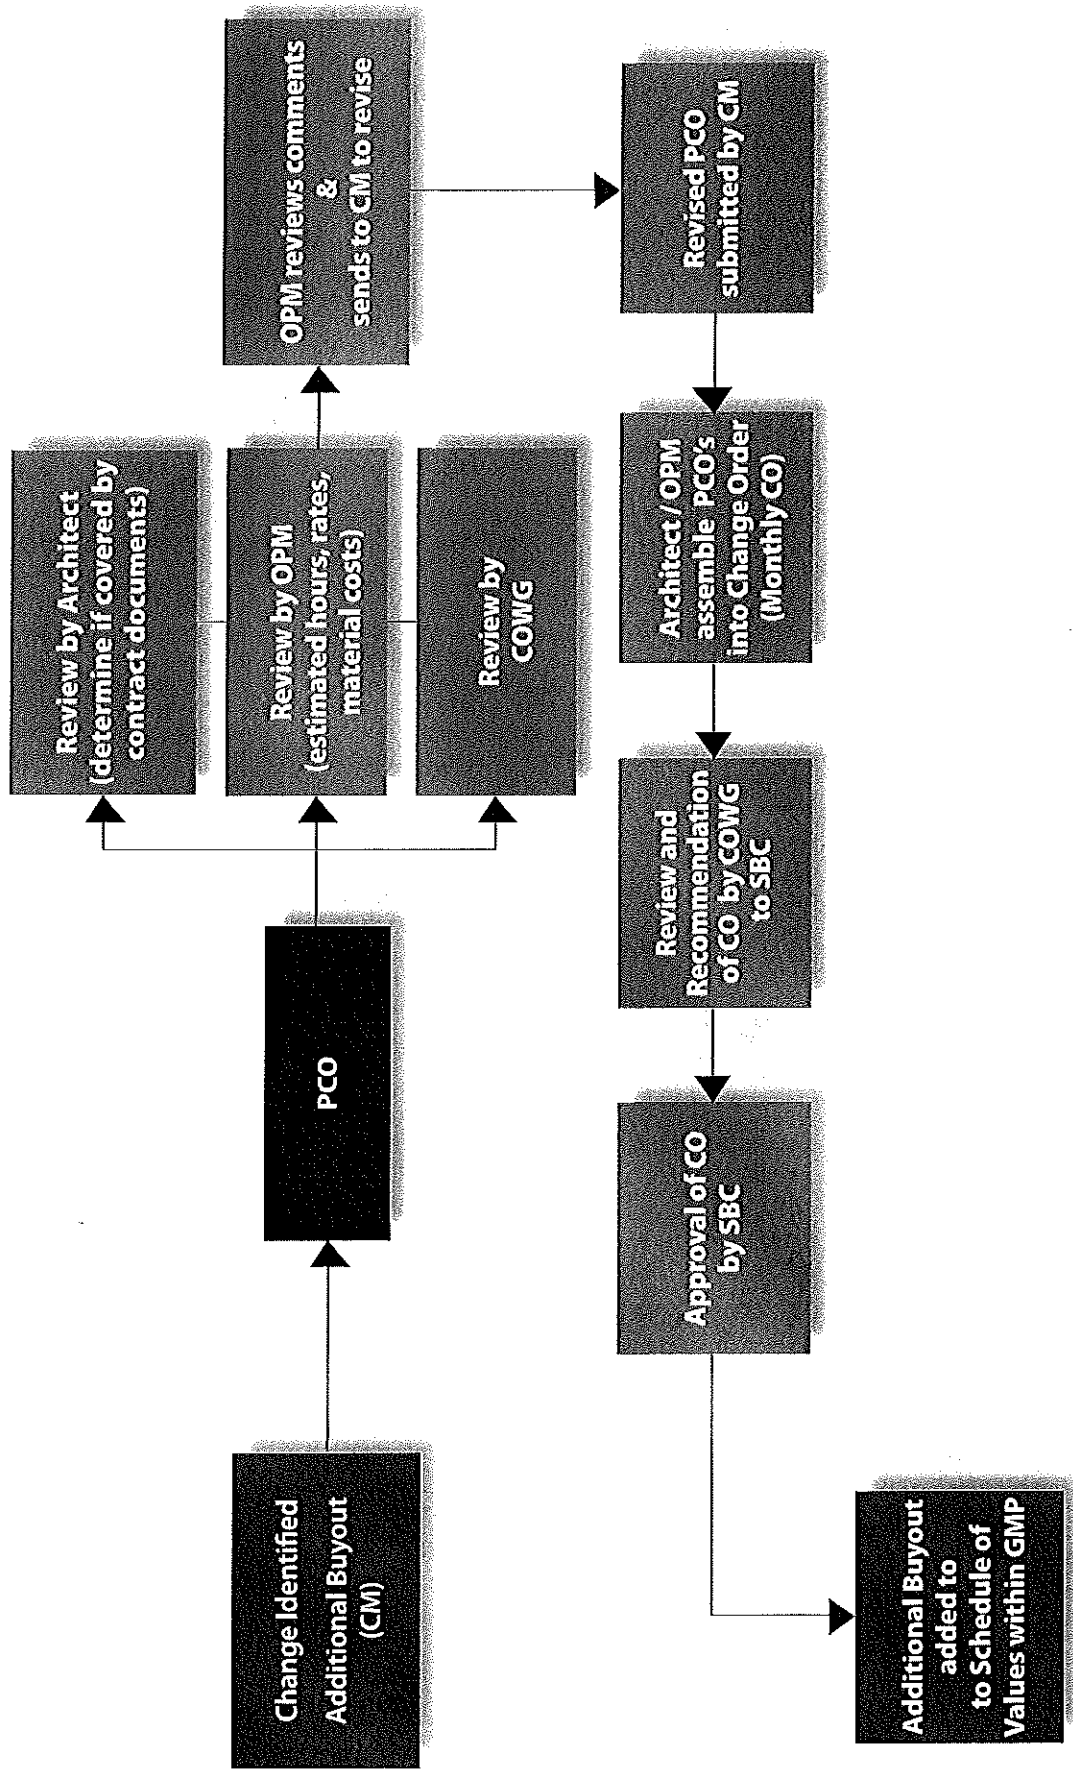 Change Identified
Additional Buyout
(CM)
PCO
Review by Architect
(determine if covered by
contract documents)
Review by OPM
(estimated hours, rates,
material costs)
Review by
COWG
OPM reviews comments
&
sends to CM to revise
Revised PCO
submitted by CM
Architect / OPM
assemble PCO's
into Change Order
(Monthly CO)
Review and
Recommendation
of CO by COWG
to SBC
Approval of CO
by SBC
Additional Buyout
added to
to Schedule of
Values within GMP